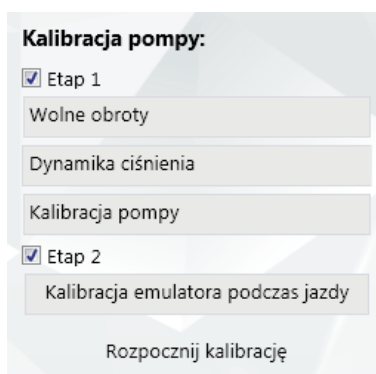 Kalibracja pompy:
Etap 1
Wolne obroty
Dynamika ciśnienia
Kalibracja pompy
Etap 2
Kalibracja emulatora podczas jazdy
Rozpocznij kalibrację